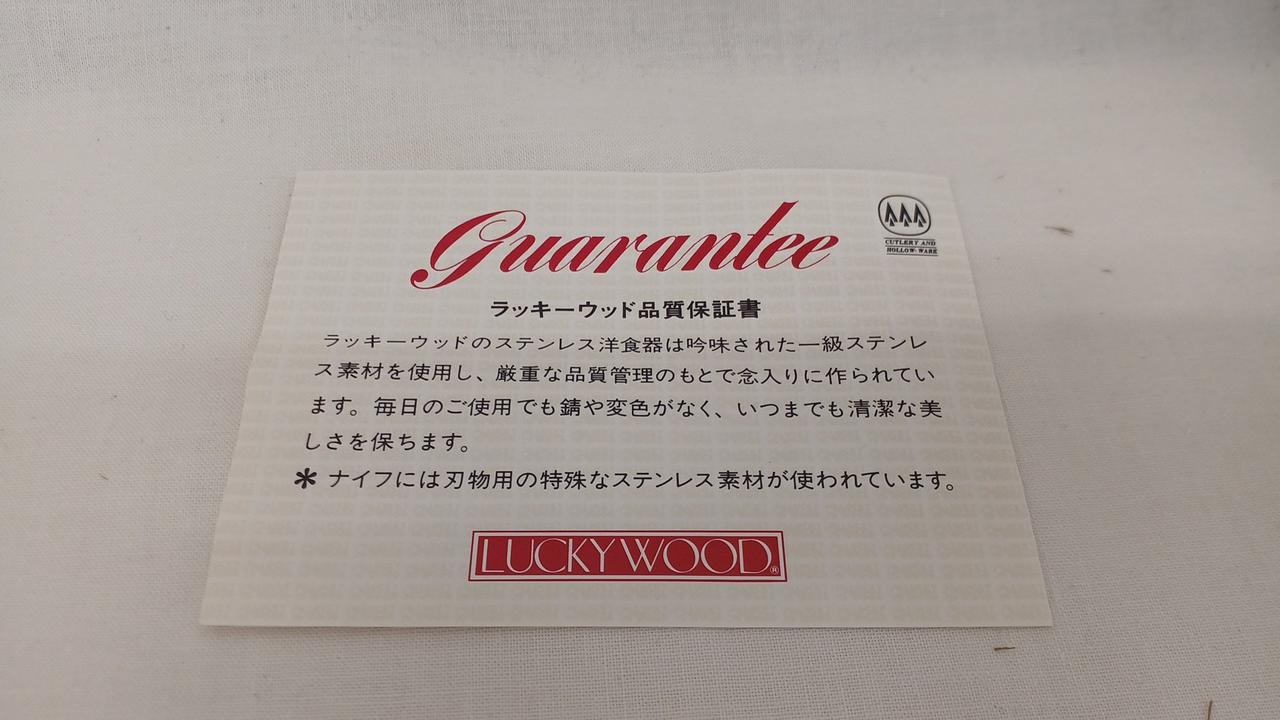 Guarantee
CUTLERY AND
HOLLOW-WARE
ラッキーウッド品質保証書
ラッキーウッドのステンレス洋食器は吟味された一級ステンレ
ス素材を使用し、厳重な品質管理のもとで念入りに作られてい
ます。毎日のご使用でも錆や変色がなく、いつまでも清潔な美
しさを保ちます。
＊ ナイフには刃物用の特殊なステンレス素材が使われています。
LUCKYWOOD®